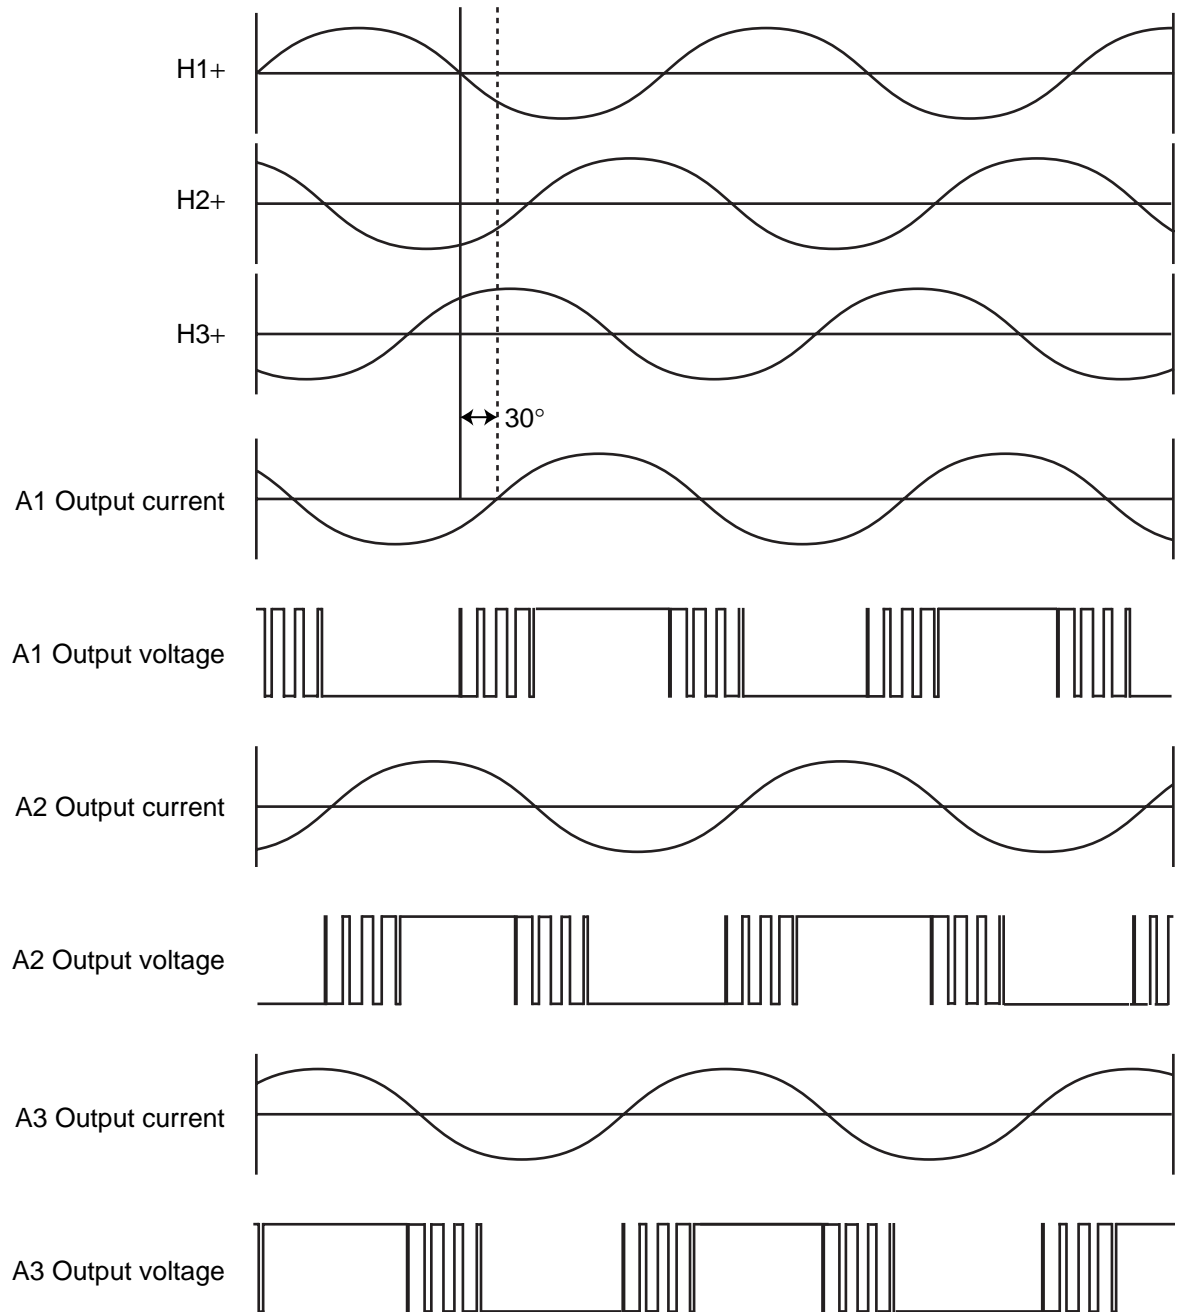 H1+
H2+
H3+
30°
A1 Output current
A1 Output voltage
A2 Output current
A2 Output voltage
A3 Output current
A3 Output voltage